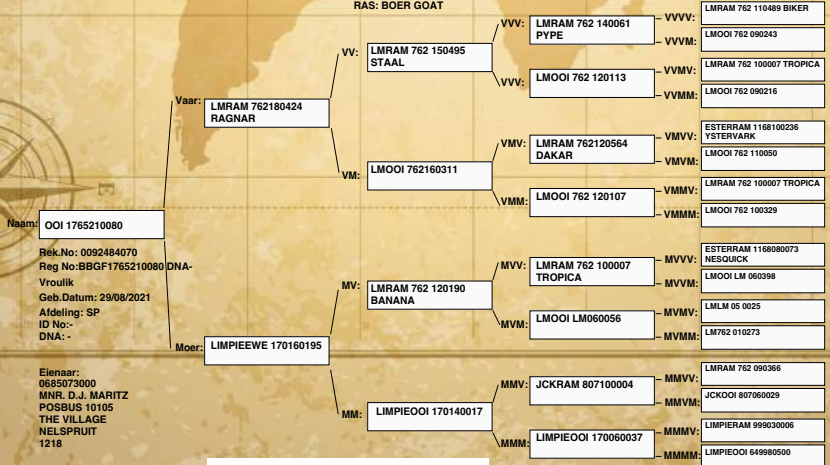 RAS: BOER GOAT
Naam:
OOI 1765210080
Rek.No: 0092484070
Reg No:BBGF1765210080 DNA-
Vroulik
Geb.Datum: 29/08/2021
Afdeling: SP
ID No:-
DNA: -
Eienaar:
0685073000
MNR. D.J. MARITZ
POSBUS 10105
THE VILLAGE
NELSPRUIT
1218
Vaar:
LMRAM 762180424
RAGNAR
Moer:
LIMPIEEWE 170160195
VV:
LMRAM 762 150495
STAAL
VM:
LMOOI 762160311
MV:
LMRAM 762 120190
BANANA
MM:
LIMPIEOOI 170140017
VVV:
LMRAM 762 140061
PYPE
VVV:
LMOOI 762 120113
VMV:
LMRAM 762120564
DAKAR
VMM:
LMOOI 762 120107
MVV:
LMRAM 762 100007
TROPICA
MVM:
LMOOI LM060056
MMV:
JCKRAM 807100004
MMM:
LIMPIEOOI 170060037
VVVV:
LMRAM 762 110489 BIKER
VVVM:
LMOOI 762 090243
VVMV:
LMRAM 762 100007 TROPICA
VVMM:
LMOOI 762 090216
VMVV:
ESTERRAM 1168100236
YSTERVARK
VMVM:
LMOOI 762 110050
VMMV:
LMRAM 762 100007 TROPICA
VMMM:
LMOOI 762 100329
MVVV:
ESTERRAM 1168080073
NESQUICK
MVVM:
LMOOI LM 060398
MVMV:
LMLM 05 0025
MVMM:
LM762 010273
MMVV:
LMRAM 762 090366
MMVM:
JCKOOI 807060029
MMMV:
LIMPIERAM 999030006
MMMM:
LIMPIEOOI 649980500